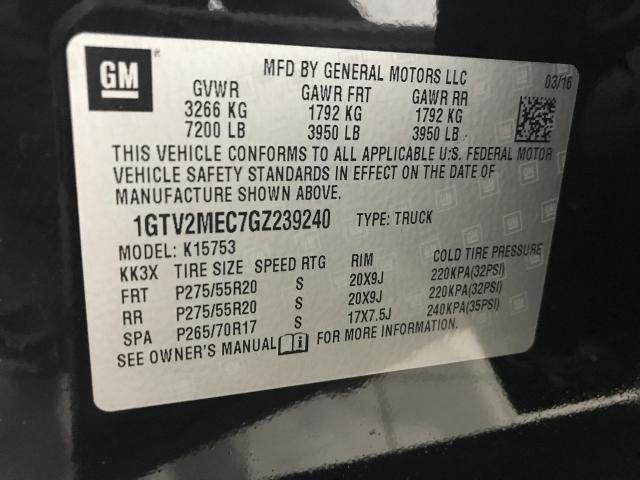 GM
MFD BY GENERAL MOTORS LLC 03/16
GVWR GAWR FRT GAWR RR
3266 KG 1792 KG 1792 KG
7200 LB 3950 LB 3950 LB
THIS VEHICLE CONFORMS TO ALL APPLICABLE U.S. FEDERAL MOTOR
VEHICLE SAFETY STANDARDS IN EFFECT ON THE DATE OF
MANUFACTURE SHOWN ABOVE.
1GTV2MEC7GZ239240 TYPE: TRUCK
MODEL: K15753
KK3X TIRE SIZE SPEED RTG RIM COLD TIRE PRESSURE
FRT P275/55R20 S 20X9J 220KPA(32PSI)
RR P275/55R20 S 20X9J 220KPA(32PSI)
SPA P265/70R17 S 17X7.5J 240KPA(35PSI)
SEE OWNER'S MANUAL FOR MORE INFORMATION.